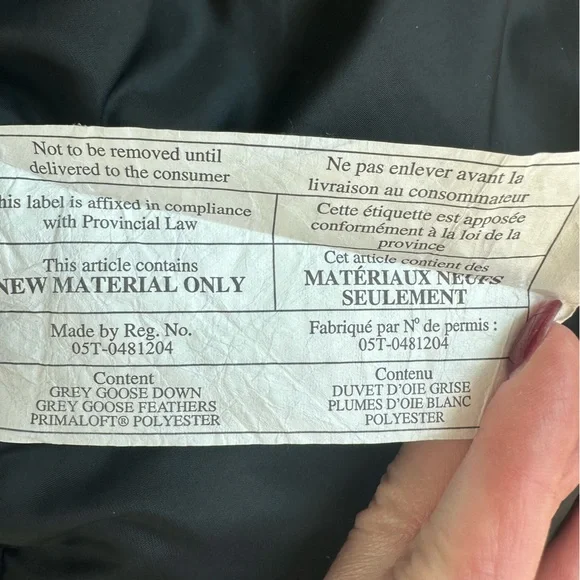 Not to be removed until
delivered to the consumer
Ne pas enlever avant la
livraison au consommateur
his label is affixed in compliance
with Provincial Law
Cette étiquette est apposée
conformément à la loi de la
province
This article contains
NEW MATERIAL ONLY
Cet article contient des
MATÉRIAUX NEUFS
SEULEMENT
Made by Reg. No.
05T-0481204
Fabriqué par Nº de permis :
05T-0481204
Content
GREY GOOSE DOWN
GREY GOOSE FEATHERS
PRIMALOFT® POLYESTER
Contenu
DUVET D'OIE GRISE
PLUMES D'OIE BLANC
POLYESTER